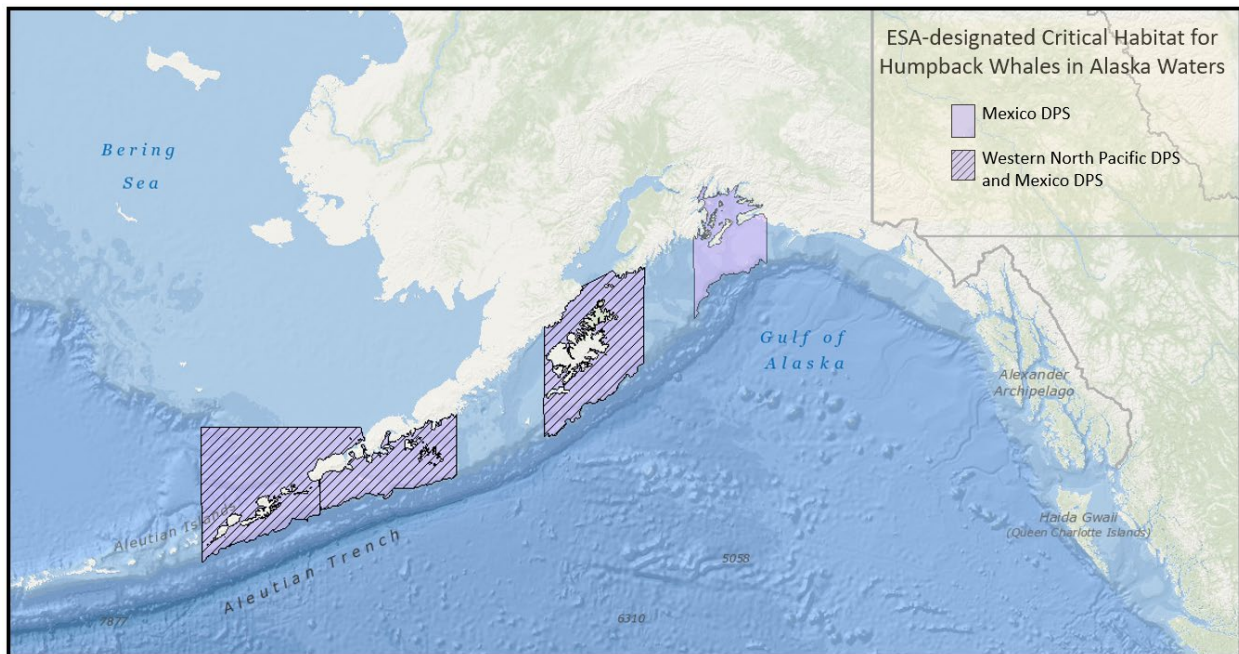 ESA-designated Critical Habitat for
Humpback Whales in Alaska Waters
Mexico DPS
Western North Pacific DPS
and Mexico DPS
Bering
Sea
Gulf of
Alaska
Alexander
Archipelago
Haida Gwaii
(Queen Charlotte Islands)
Aleutian Islands
Aleutian Trench
5058
7877
6310